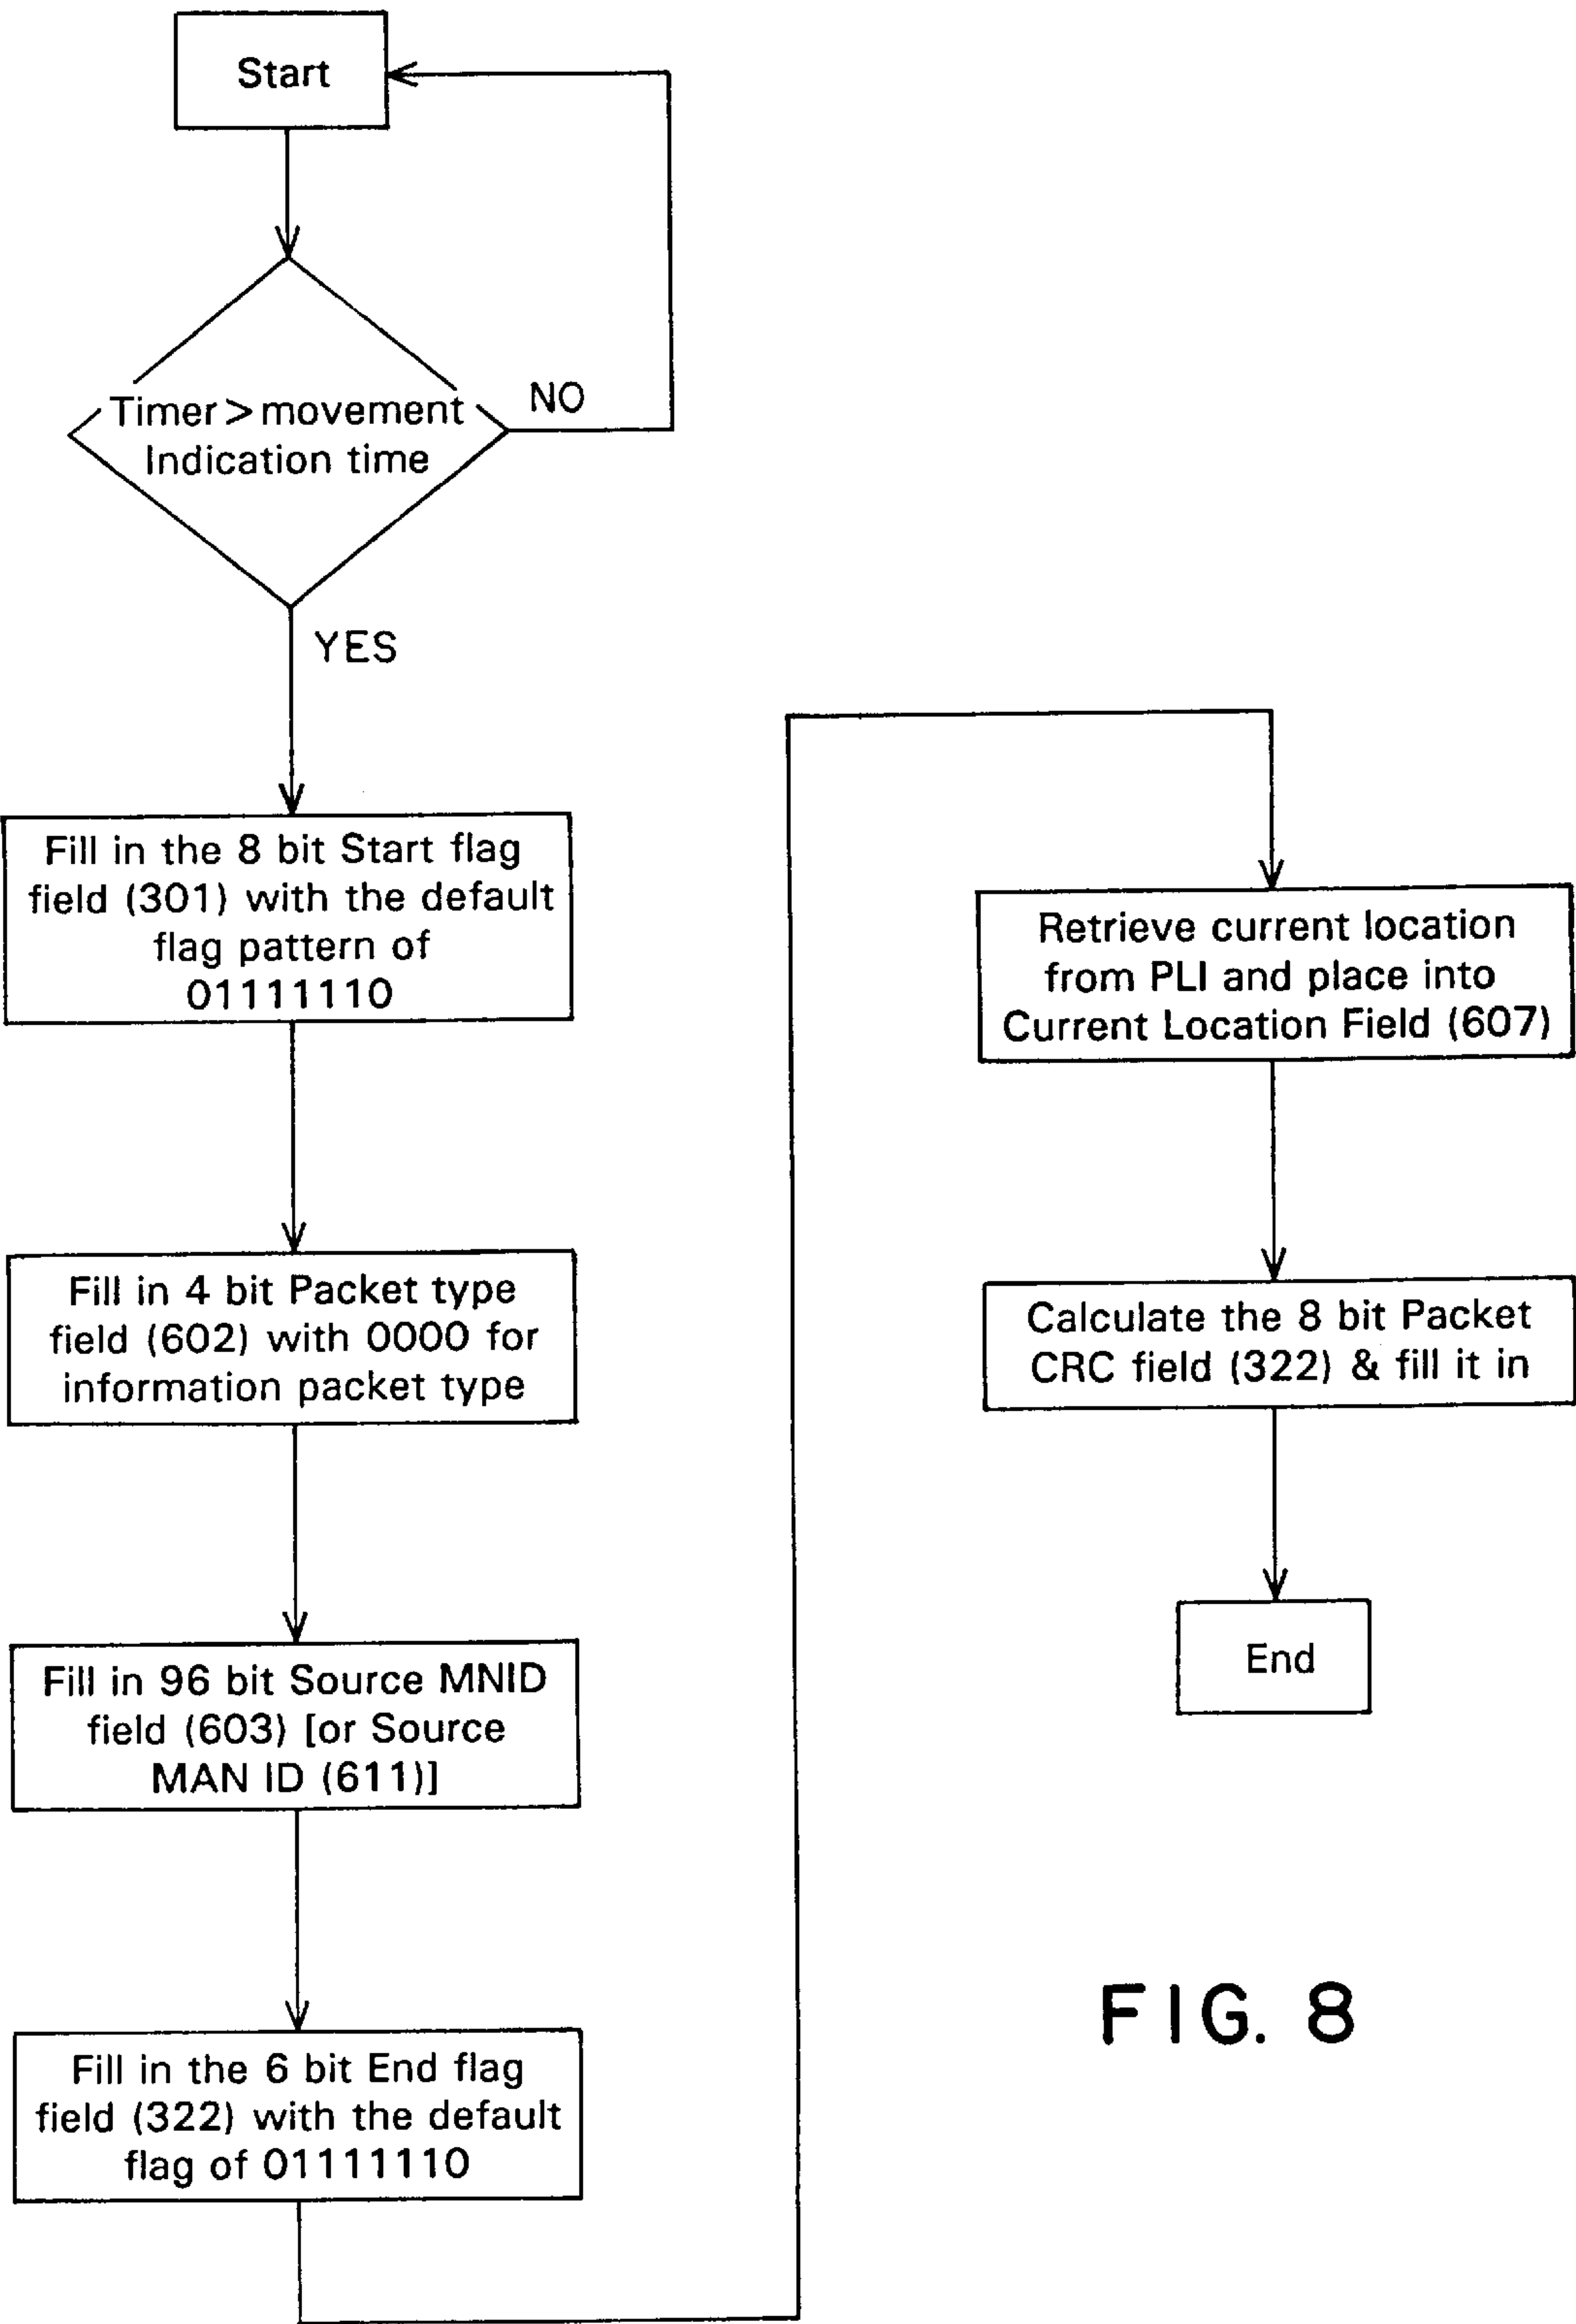 Start
Timer > movement
Indication time
NO
YES
Fill in the 8 bit Start flag
field (301) with the default
flag pattern of
01111110
Fill in 4 bit Packet type
field (602) with 0000 for
information packet type
Fill in 96 bit Source MNID
field (603) [or Source
MAN ID (611)]
Fill in the 6 bit End flag
field (322) with the default
flag of 01111110
Retrieve current location
from PLI and place into
Current Location Field (607)
Calculate the 8 bit Packet
CRC field (322) & fill it in
End
FIG. 8